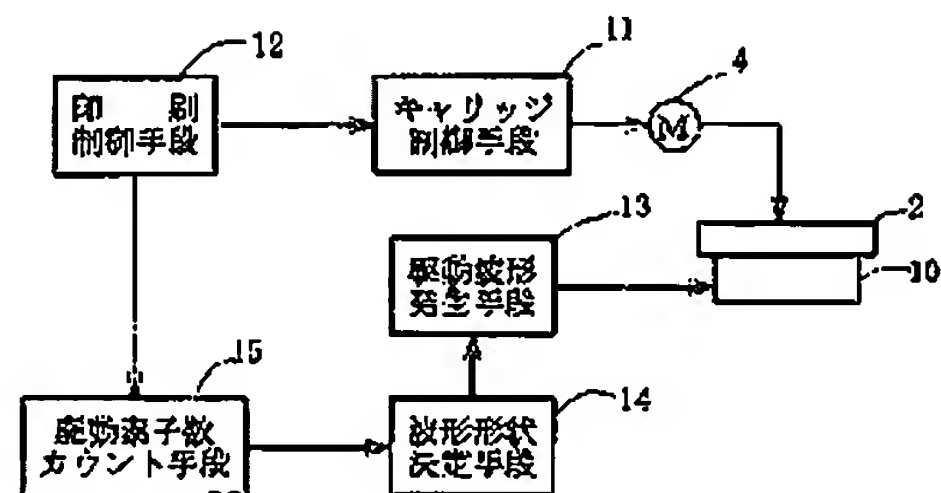 12
11
4
印 刷
制御手段
キャリッジ
制御手段
M
13
2
駆動波形
発生手段
10
15
14
駆動素子数
カウント手段
波形形状
決定手段